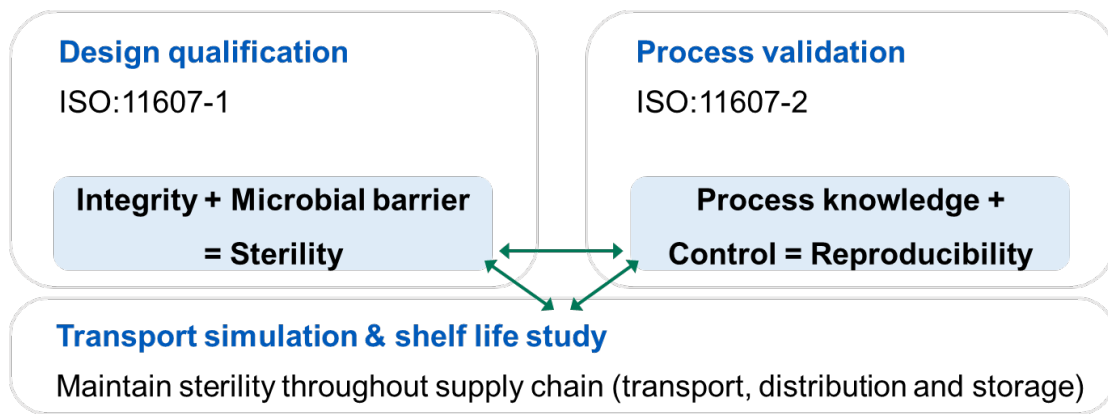 Design qualification
ISO:11607-1
Integrity + Microbial barrier
= Sterility
Process validation
ISO:11607-2
Process knowledge +
Control = Reproducibility
Transport simulation & shelf life study
Maintain sterility throughout supply chain (transport, distribution and storage)